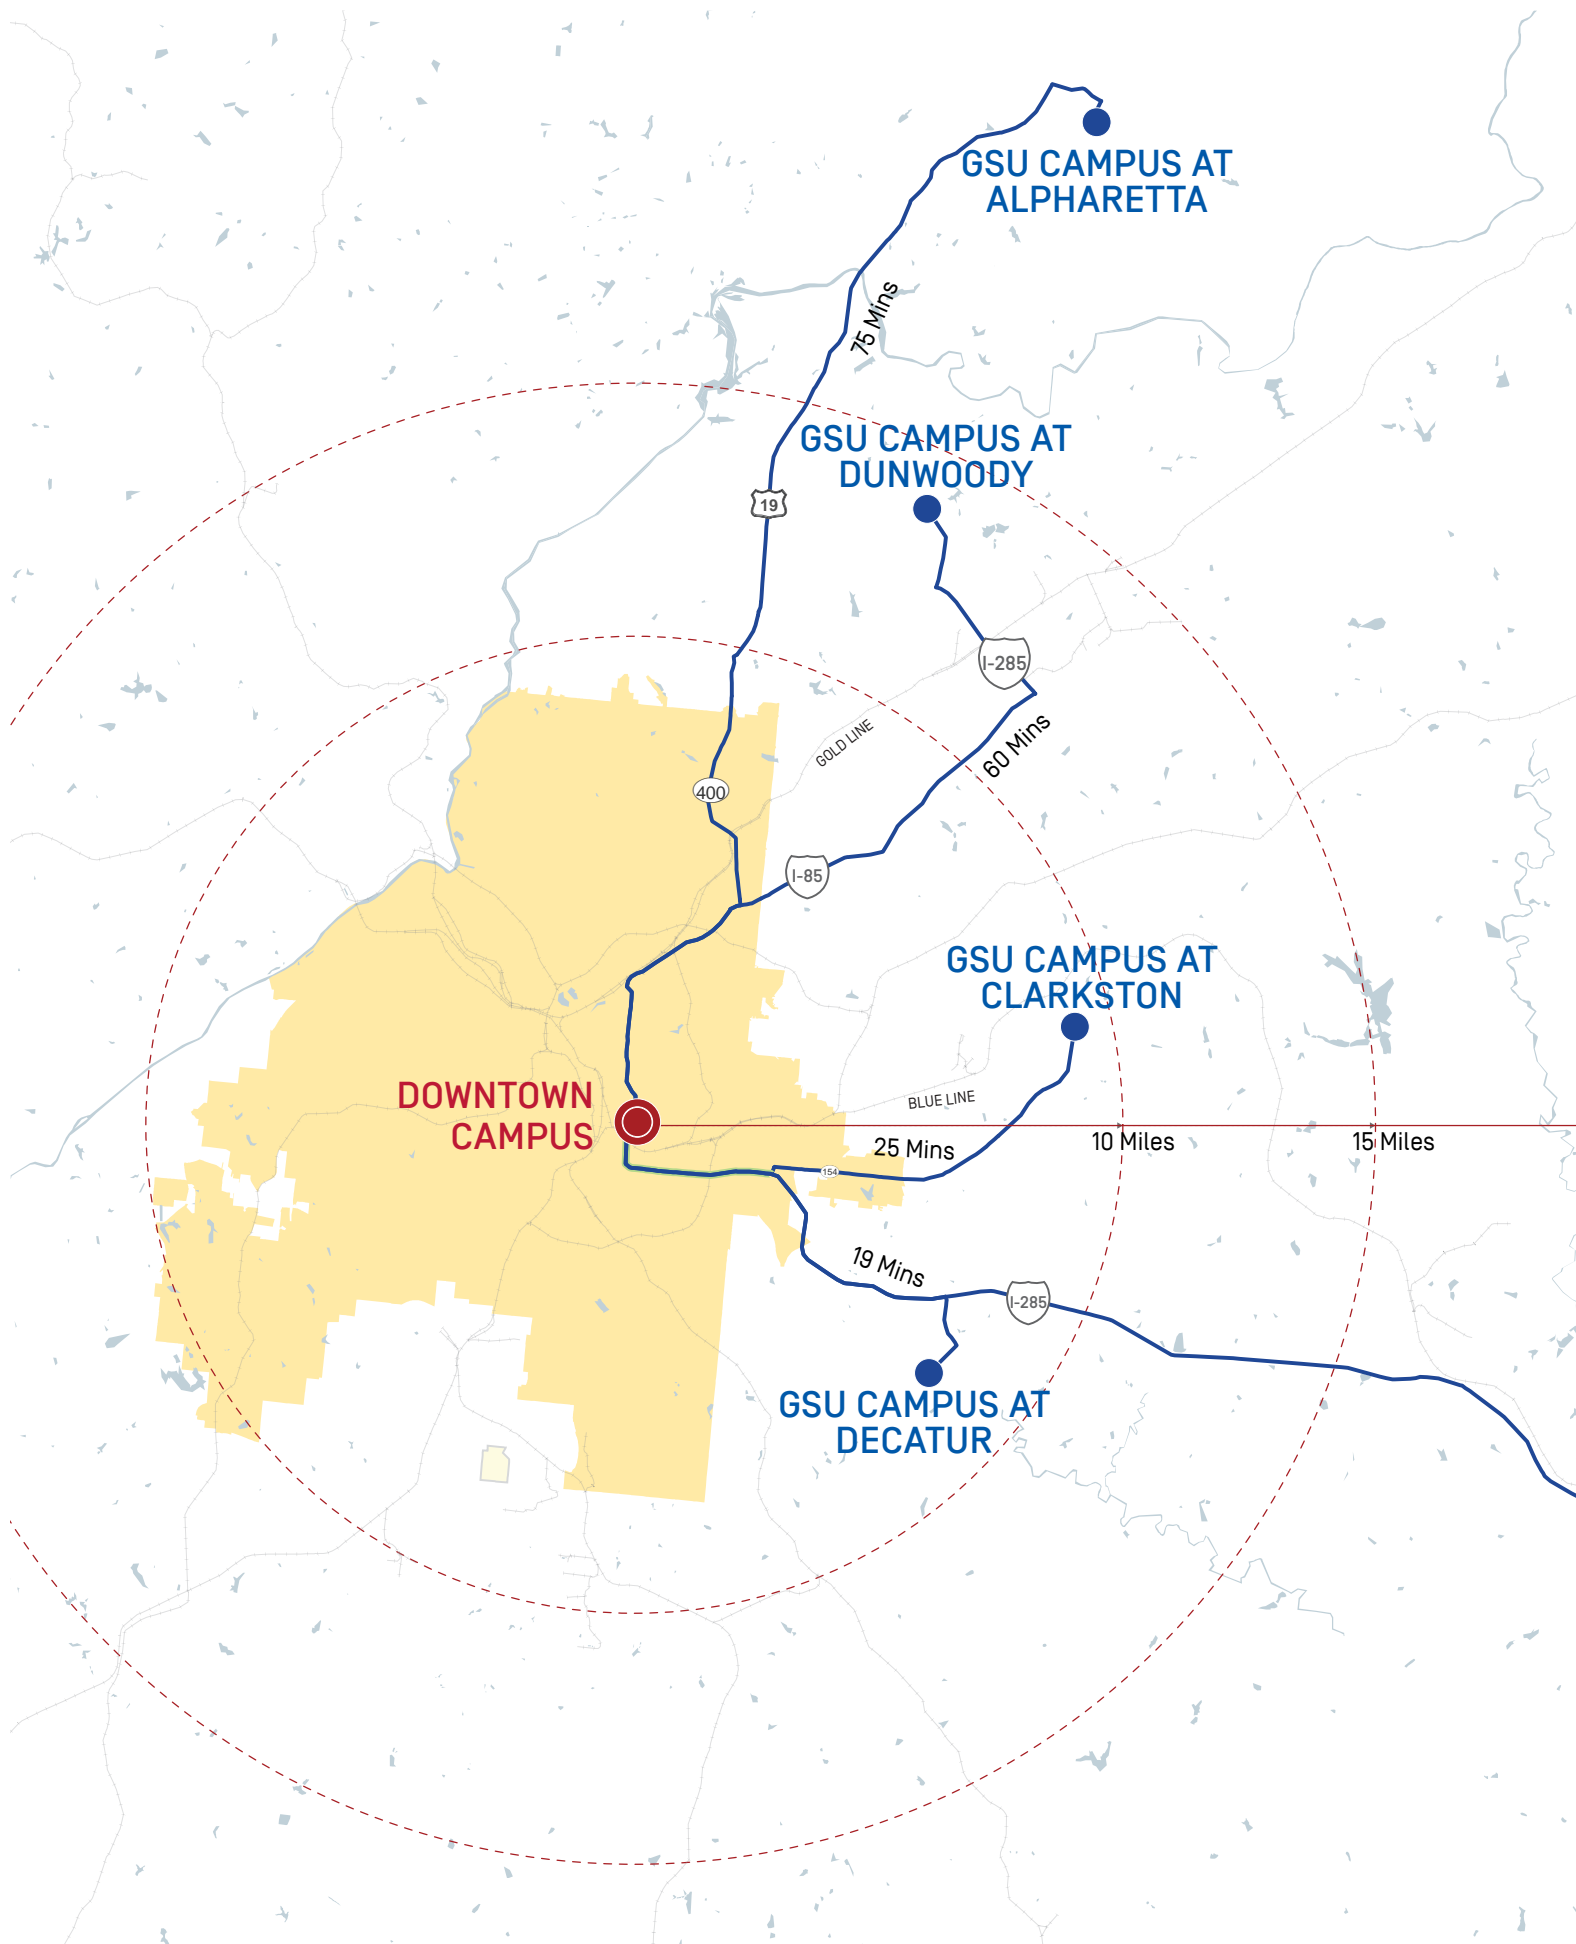 GSU CAMPUS AT
ALPHARETTA
75 Mins
GSU CAMPUS AT
DUNWOODY
19
I-285
60 Mins
GOLD LINE
400
I-85
GSU CAMPUS AT
CLARKSTON
DOWNTOWN
CAMPUS
BLUE LINE
25 Mins
10 Miles
15 Miles
154
19 Mins
I-285
GSU CAMPUS AT
DECATUR